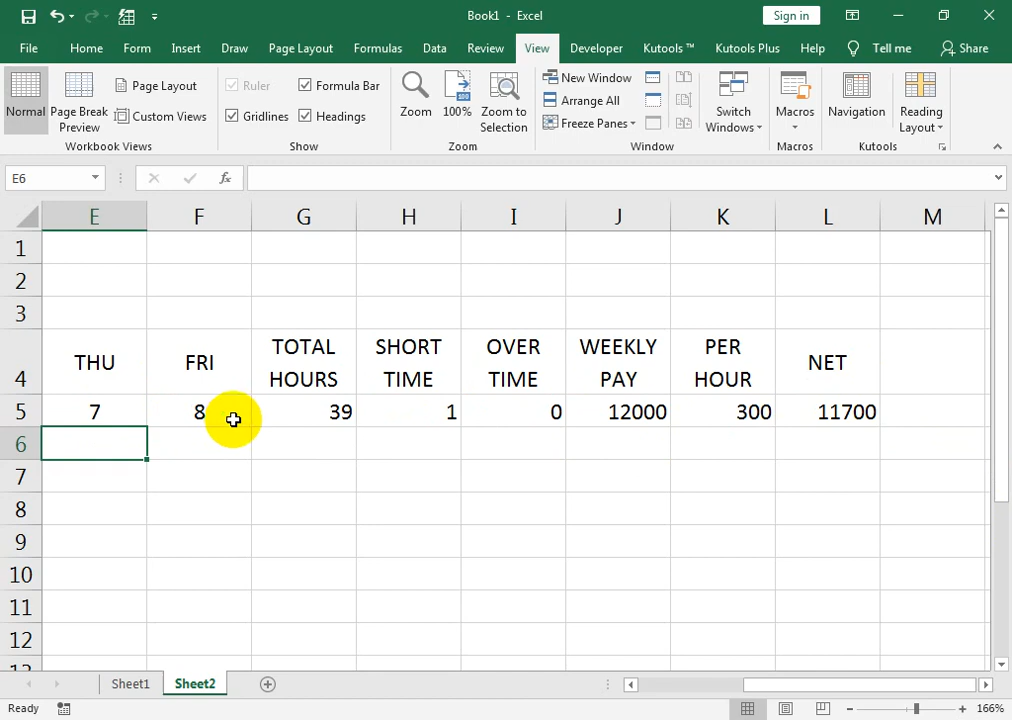 Book1 - Excel
Sign in
File Home Form Insert Draw Page Layout Formulas Data Review View Developer Kutools ™ Kutools Plus Help Tell me Share
Normal
Page Break Preview
Page Layout
Custom Views
Workbook Views
Ruler
Formula Bar
Gridlines
Headings
Show
Zoom
100%
Zoom to Selection
Zoom
New Window
Arrange All
Freeze Panes
Switch Windows
Window
Macros
Macros
Navigation
Reading Layout
Kutools
E6
fx
E F G H I J K L M
1
2
3
4 THU FRI TOTAL HOURS SHORT TIME OVER TIME WEEKLY PAY PER HOUR NET
5 7 8 39 1 0 12000 300 11700
6
7
8
9
10
11
12
13
Sheet1 Sheet2
Ready
166%